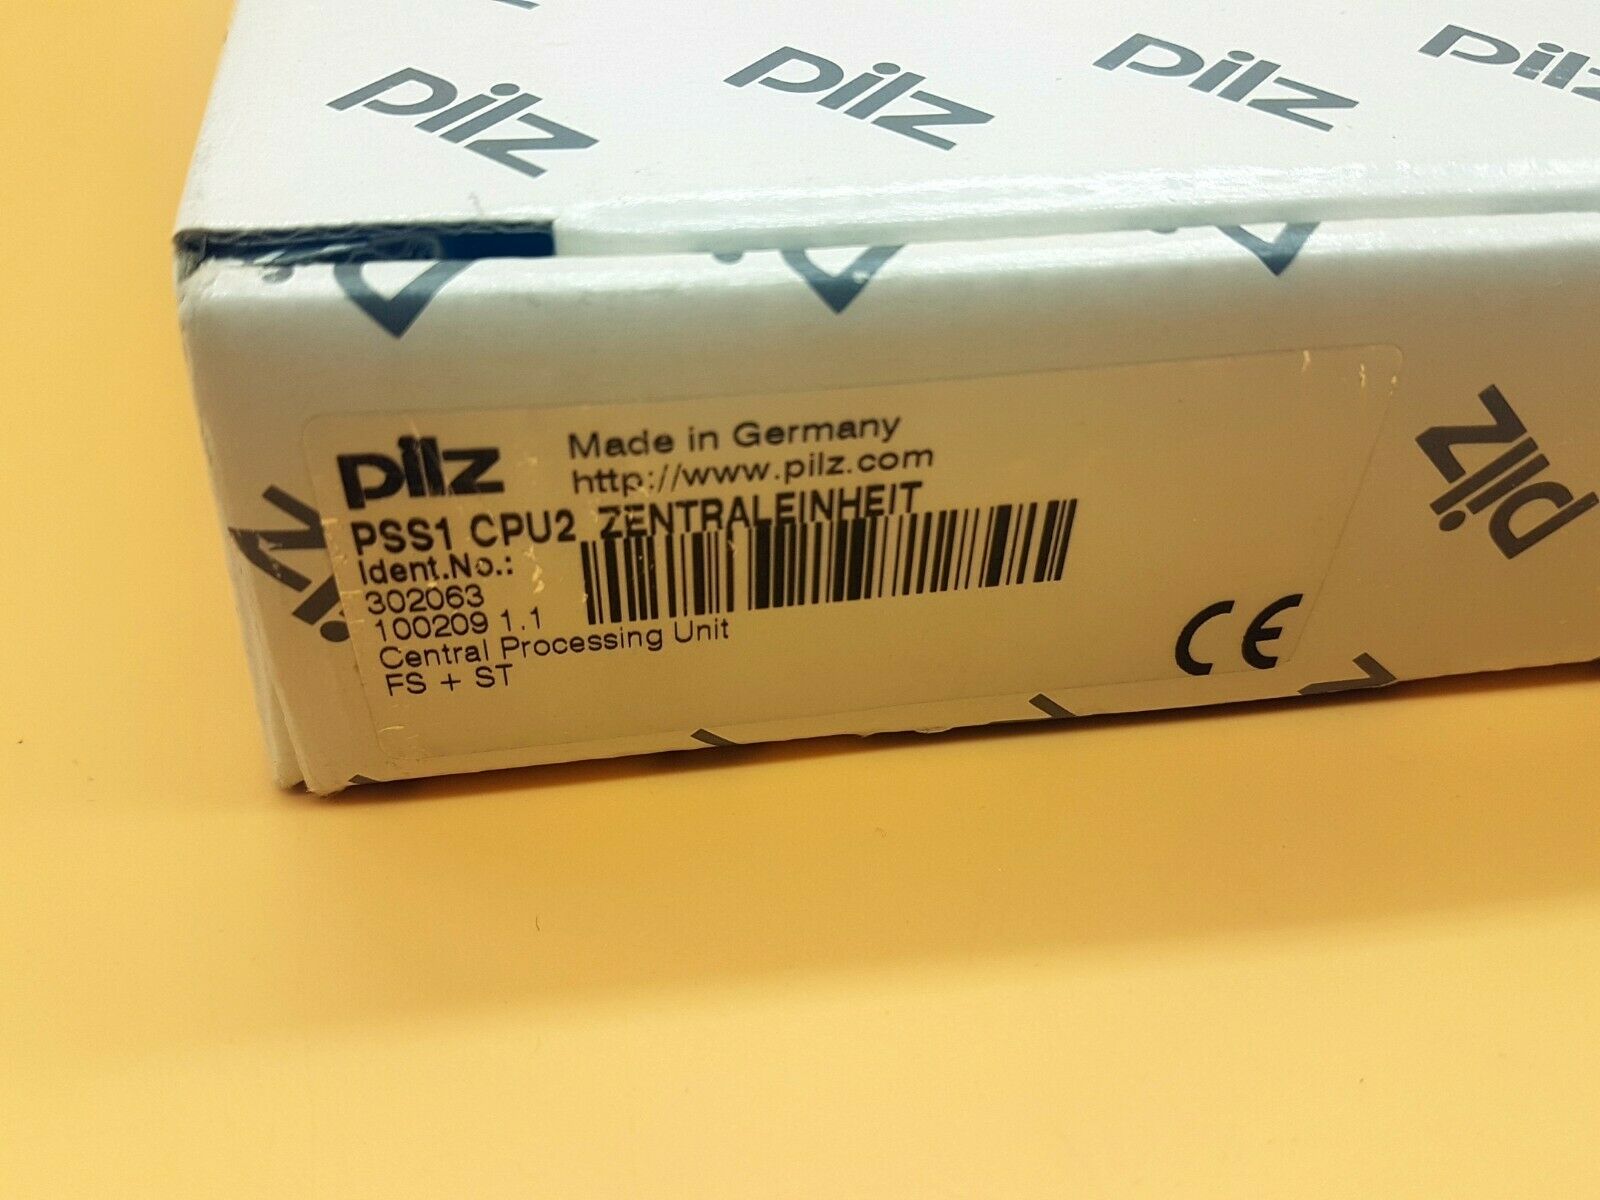 pilz pilz pilz pilz
pilz Made in Germany
http://www.pilz.com
PSS1 CPU2 ZENTRALEINHEIT
Ident.No.:
302063
100209 1.1
Central Processing Unit
FS + ST
CE
pilz